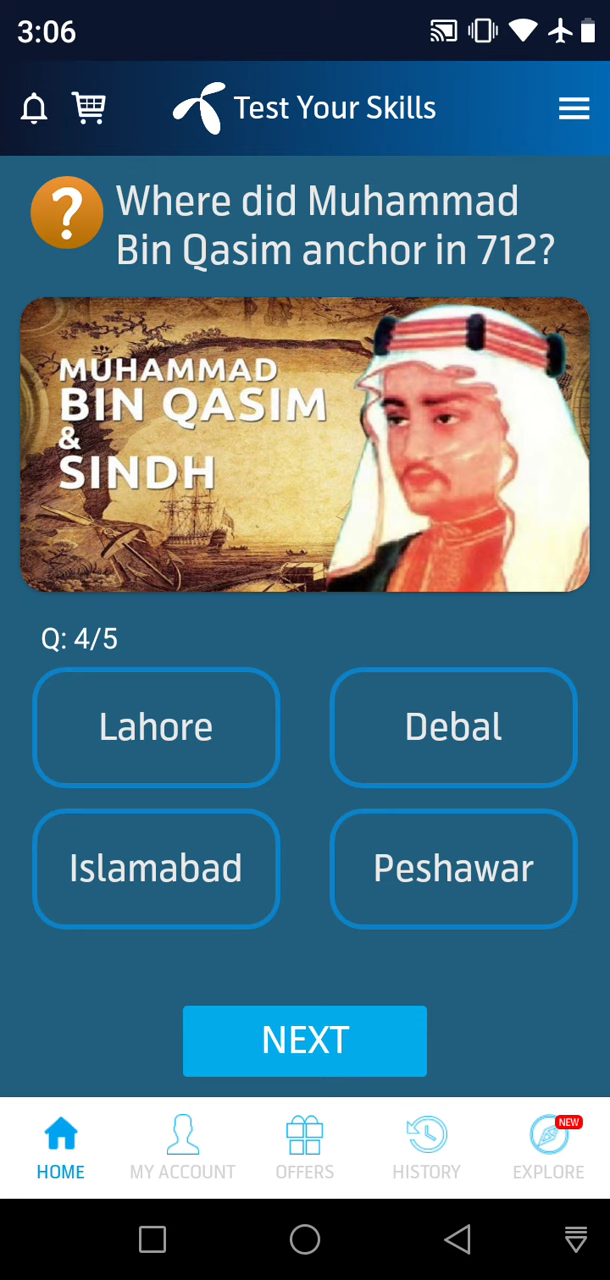 3:06
Test Your Skills
?
Where did Muhammad
Bin Qasim anchor in 712?
MUHAMMAD
BIN QASIM
&
SINDH
Q: 4/5
Lahore
Debal
Islamabad
Peshawar
NEXT
NEW
HOME
MY ACCOUNT
OFFERS
HISTORY
EXPLORE